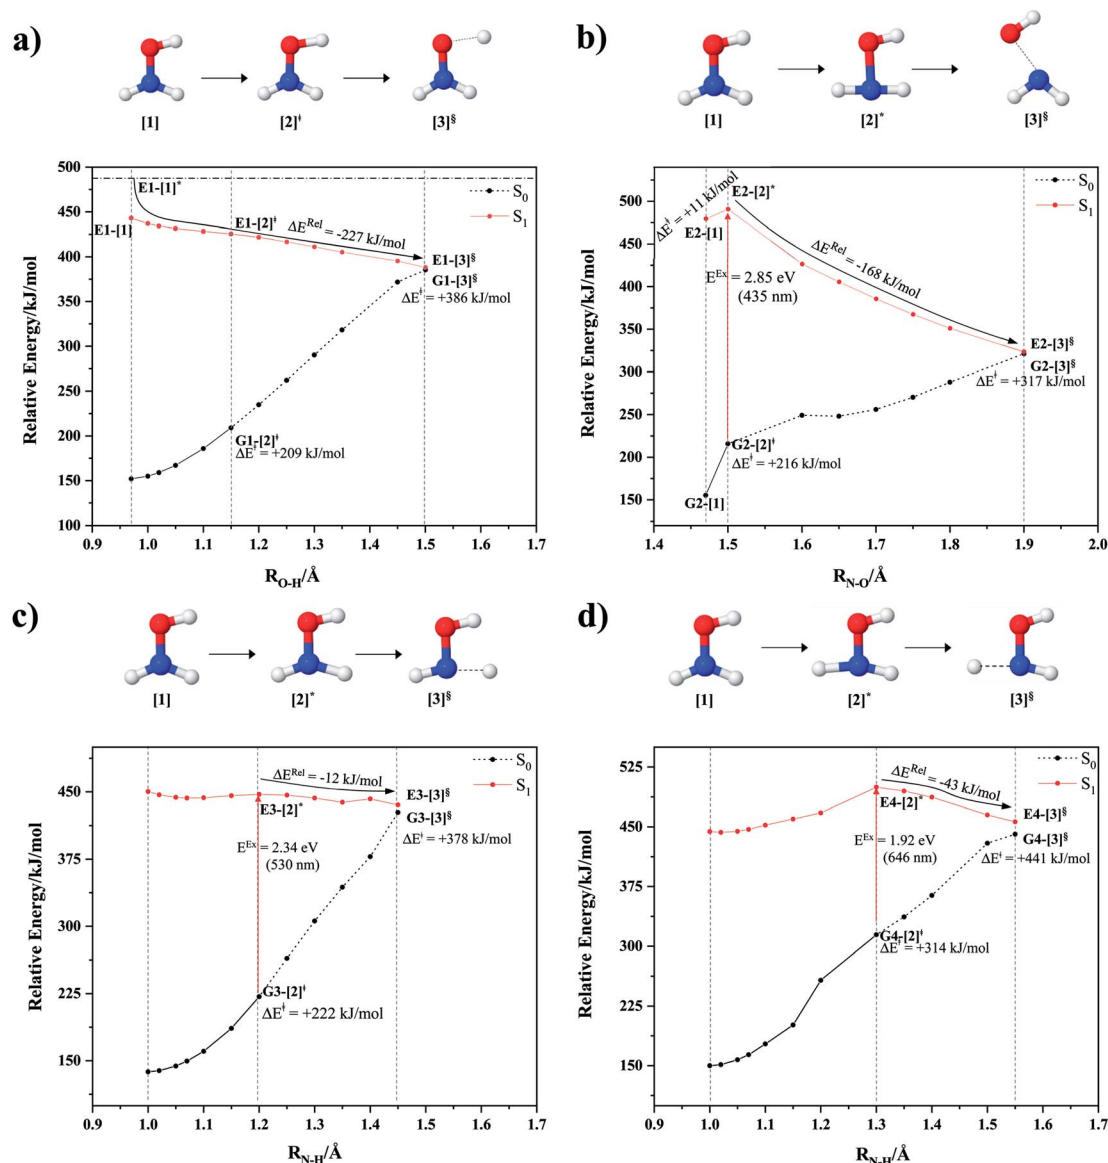 a)
[1]
[2]‡
[3]§
500
450
400
350
300
250
200
150
100
0.9 1.0 1.1 1.2 1.3 1.4 1.5 1.6 1.7
Relative Energy/kJ/mol
R_O-H/Å
S₀
S₁
E1-[1]*
E1-[1]
E1-[2]‡
ΔE^Rel = -227 kJ/mol
E1-[3]§
G1-[3]§
ΔE‡ = +386 kJ/mol
G1-[2]‡
ΔE‡ = +209 kJ/mol
b)
[1]
[2]*
[3]§
500
450
400
350
300
250
200
150
1.4 1.5 1.6 1.7 1.8 1.9 2.0
Relative Energy/kJ/mol
R_N-O/Å
S₀
S₁
ΔE‡ = +11 kJ/mol
E2-[2]*
E2-[1]
ΔE^Rel = -168 kJ/mol
E^Ex = 2.85 eV
(435 nm)
E2-[3]§
G2-[3]§
ΔE‡ = +317 kJ/mol
G2-[2]‡
ΔE‡ = +216 kJ/mol
G2-[1]
c)
[1]
[2]*
[3]§
450
375
300
225
150
0.9 1.0 1.1 1.2 1.3 1.4 1.5 1.6 1.7
Relative Energy/kJ/mol
R_N-H/Å
S₀
S₁
ΔE^Rel = -12 kJ/mol
E3-[3]§
E3-[2]*
G3-[3]§
ΔE‡ = +378 kJ/mol
E^Ex = 2.34 eV
(530 nm)
G3-[2]‡
ΔE‡ = +222 kJ/mol
d)
[1]
[2]*
[3]§
525
450
375
300
225
150
0.9 1.0 1.1 1.2 1.3 1.4 1.5 1.6 1.7
Relative Energy/kJ/mol
R_N-H/Å
S₀
S₁
ΔE^Rel = -43 kJ/mol
E4-[2]*
E4-[3]§
G4-[3]§
ΔE‡ = +441 kJ/mol
E^Ex = 1.92 eV
(646 nm)
G4-[2]‡
ΔE‡ = +314 kJ/mol